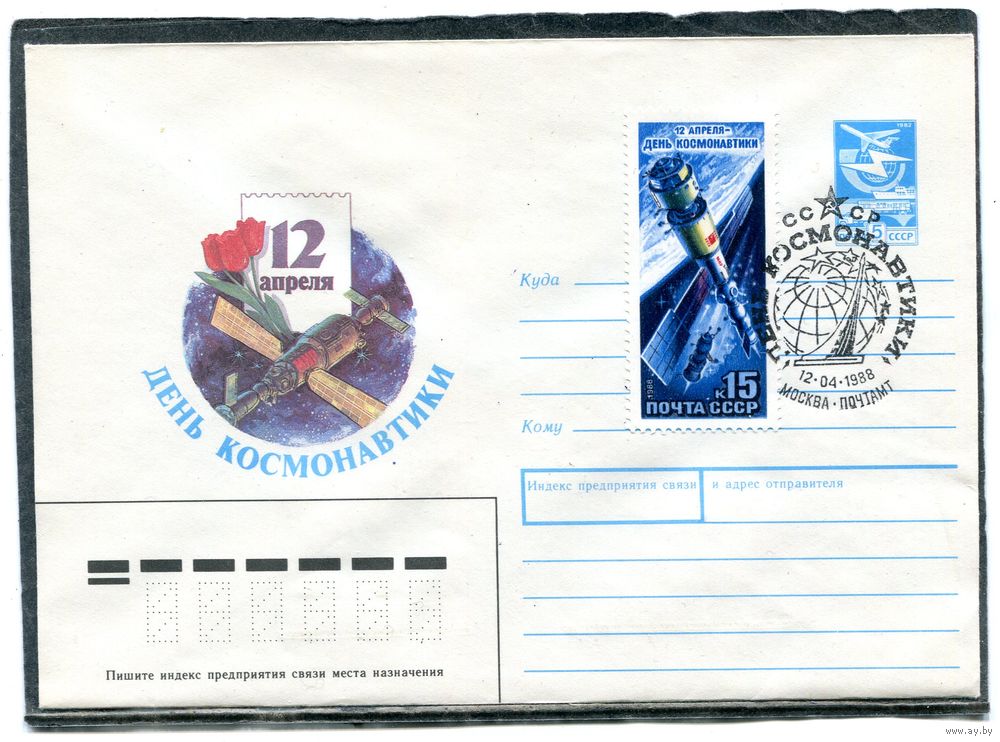 12
апреля
ДЕНЬ КОСМОНАВТИКИ
12 АПРЕЛЯ-
ДЕНЬ КОСМОНАВТИКИ
1988
к15
ПОЧТА СССР
1982
5 СССР
СССР
ДЕНЬ КОСМОНАВТИКИ
12·04·1988
МОСКВА·ПОЧТАМТ
Куда
Кому
Индекс предприятия связи и адрес отправителя
Пишите индекс предприятия связи места назначения
www.ay.by